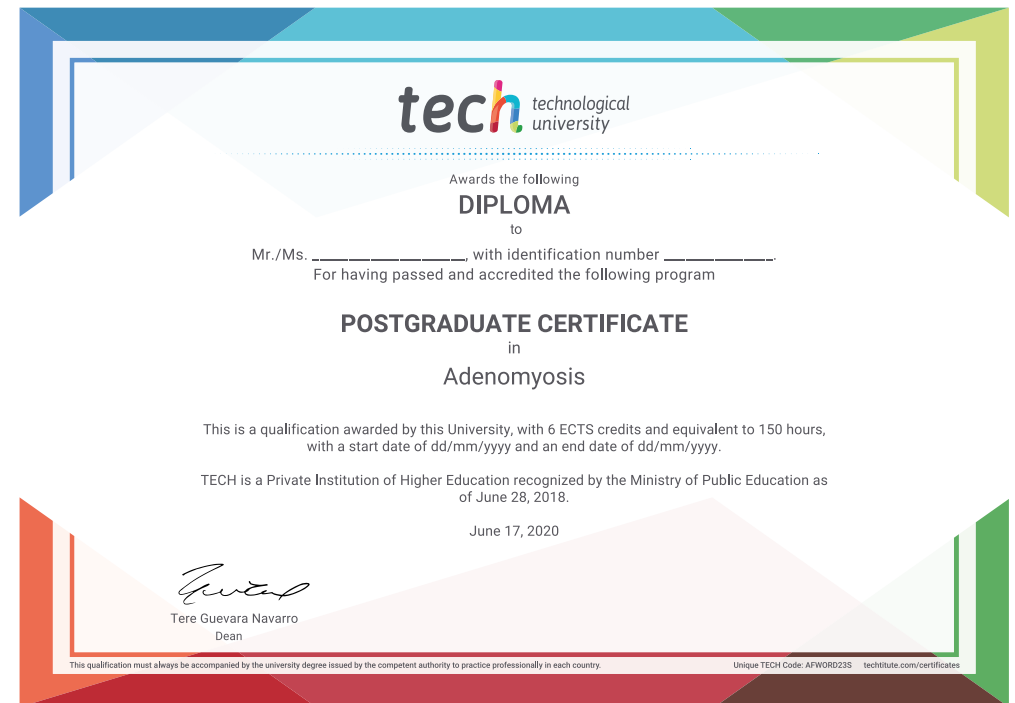 tech technological
university
Awards the following
DIPLOMA
to
Mr./Ms. ___________________, with identification number _____________.
For having passed and accredited the following program
POSTGRADUATE CERTIFICATE
in
Adenomyosis
This is a qualification awarded by this University, with 6 ECTS credits and equivalent to 150 hours,
with a start date of dd/mm/yyyy and an end date of dd/mm/yyyy.
TECH is a Private Institution of Higher Education recognized by the Ministry of Public Education as
of June 28, 2018.
June 17, 2020
Tere Guevara Navarro
Dean
This qualification must always be accompanied by the university degree issued by the competent authority to practice professionally in each country.
Unique TECH Code: AFWORD23S techtitute.com/certificates